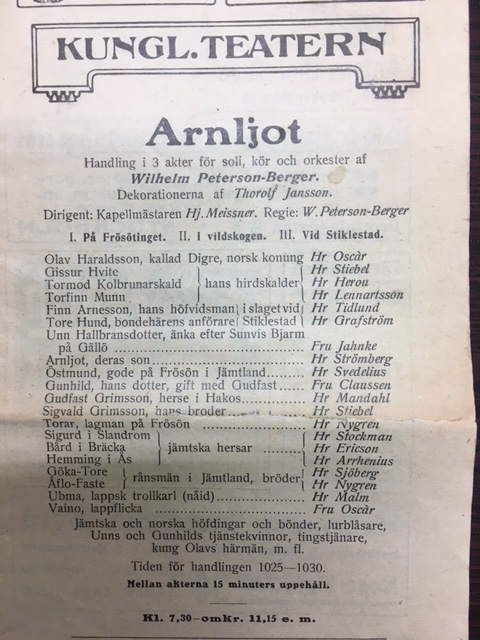 KUNGL. TEATERN
Arnljot
Handling i 3 akter för soli, kör och orkester af
Wilhelm Peterson-Berger.
Dekorationerna af Thorolf Jansson.
Dirigent: Kapellmästaren Hj. Meissner. Regie: W. Peterson-Berger
I. På Frösötinget. II. I vildskogen. III. Vid Stiklestad.
Olav Haraldsson, kallad Digre, norsk konung Hr Oscàr
Gissur Hvite Hr Stiebel
Tormod Kolbrunarskald } hans hirdskalder { Hr Herou
Torfinn Munn Hr Lennartsson
Finn Arnesson, hans höfvidsman } i slaget vid { Hr Tidlund
Tore Hund, bondehärens anförare } Stiklestad { Hr Grafström
Unn Hallbransdotter, änka efter Sunvis Bjarm
på Gällö .......... Fru Jahnke
Arnljot, deras son .......... Hr Strömberg
Östmund, gode på Frösön i Jämtland........ Hr Svedelius
Gunhild, hans dotter, gift med Gudfast...... Fru Claussen
Gudfast Grimsson, herse i Hakos............ Hr Mandahl
Sigvald Grimsson, hans broder.......... Hr Stiebel
Torar, lagman på Frösön .......... Hr Nygren
Sigurd i Slandrom Hr Stockman
Bård i Bräcka } jämtska hersar ........ Hr Ericson
Hemming i Ås Hr Arrhenius
Göka-Tore } rånsmän i Jämtland, bröder { Hr Sjöberg
Åflo-Faste Hr Nygren
Ubma, lappsk trollkarl (nåid).......... Hr Malm
Vaino, lappflicka .......... Fru Oscàr
Jämtska och norska höfdingar och bönder, lurblåsare,
Unns och Gunhilds tjänstekvinnor, tingstjänare,
kung Olavs härmän, m. fl.
Tiden för handlingen 1025—1030.
Mellan akterna 15 minuters uppehåll.
Kl. 7,30—omkr. 11,15 e. m.